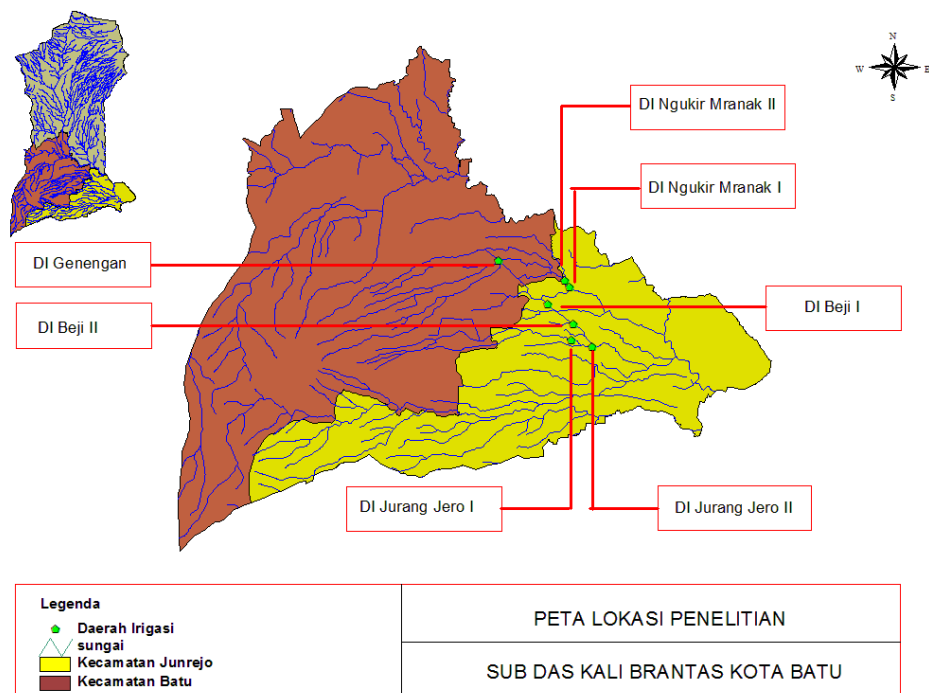 N
W
E
S
DI Ngukir Mranak II
DI Ngukir Mranak I
DI Genengan
DI Beji I
DI Beji II
DI Jurang Jero I
DI Jurang Jero II
Legenda
Daerah Irigasi
sungai
Kecamatan Junrejo
Kecamatan Batu
PETA LOKASI PENELITIAN
SUB DAS KALI BRANTAS KOTA BATU